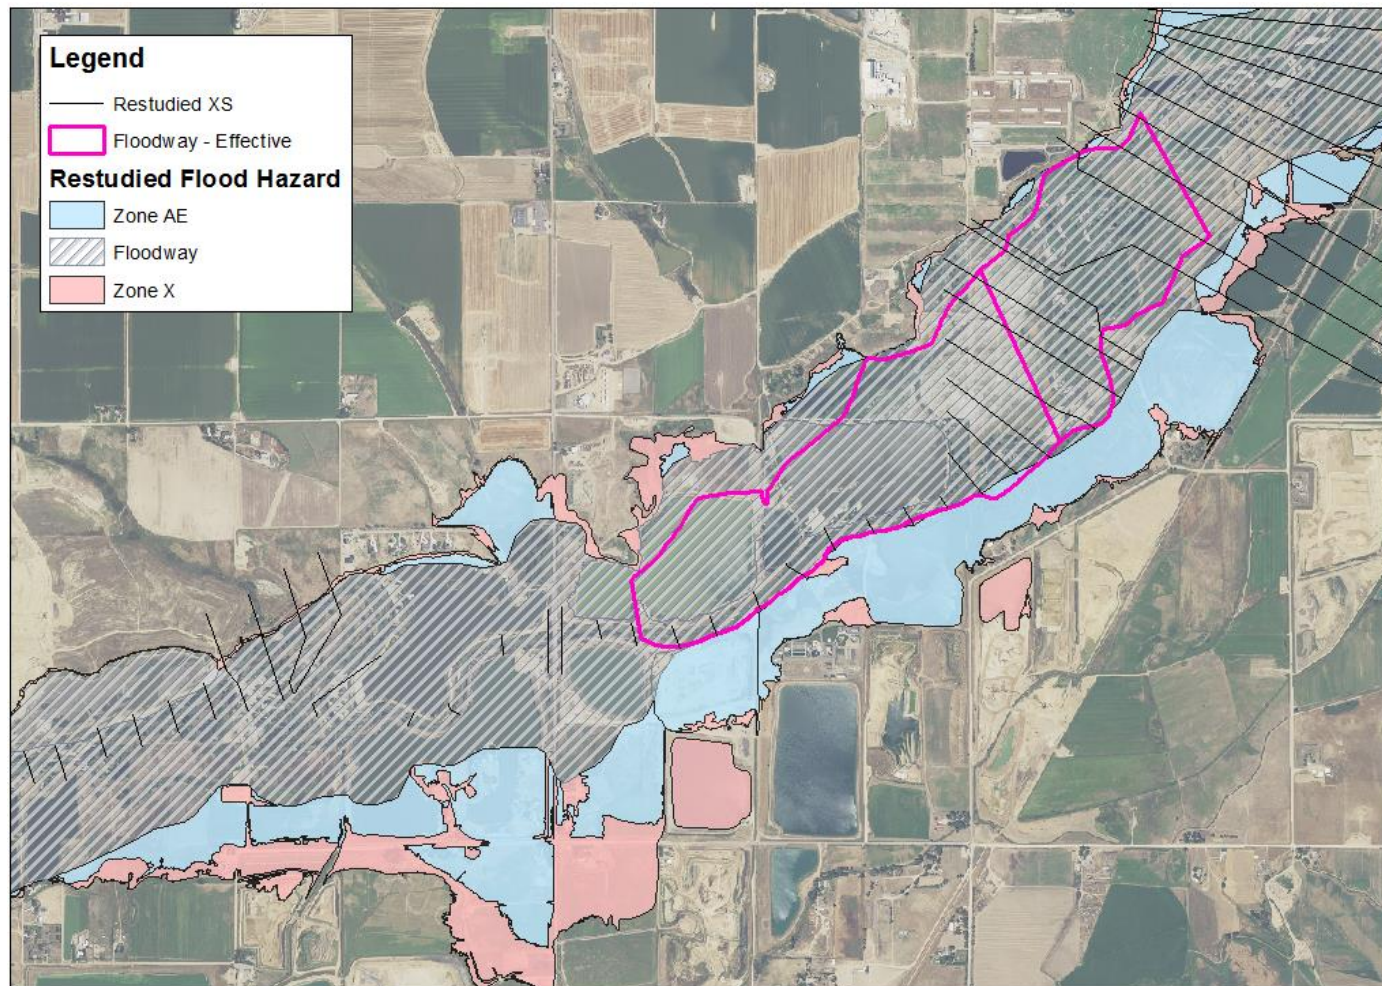 Legend
Restudied XS
Floodway - Effective
Restudied Flood Hazard
Zone AE
Floodway
Zone X